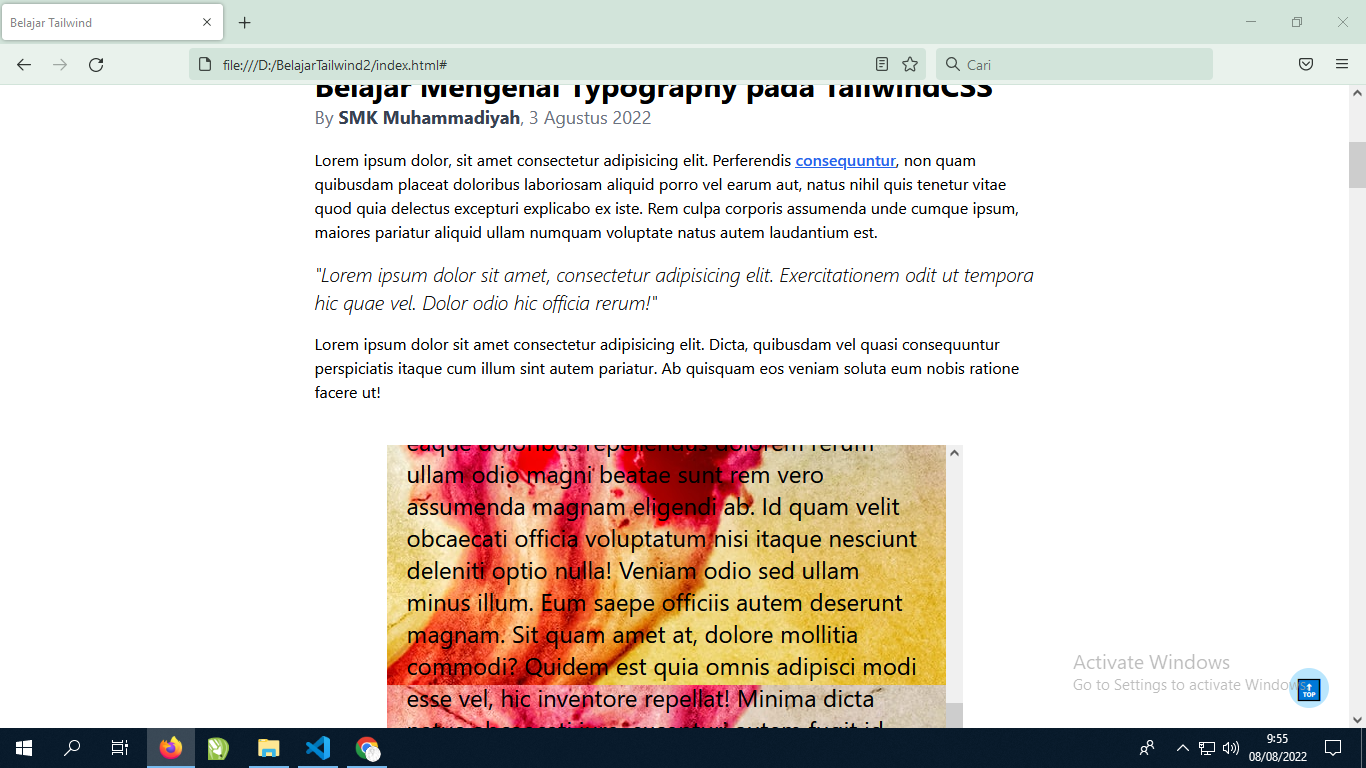 Belajar Tailwind
file:///D:/BelajarTailwind2/index.html#
Cari
Belajar Mengenal Typography pada TailwindCSS
By SMK Muhammadiyah, 3 Agustus 2022
Lorem ipsum dolor, sit amet consectetur adipisicing elit. Perferendis consequuntur, non quam
quibusdam placeat doloribus laboriosam aliquid porro vel earum aut, natus nihil quis tenetur vitae
quod quia delectus excepturi explicabo ex iste. Rem culpa corporis assumenda unde cumque ipsum,
maiores pariatur aliquid ullam numquam voluptate natus autem laudantium est.
"Lorem ipsum dolor sit amet, consectetur adipisicing elit. Exercitationem odit ut tempora
hic quae vel. Dolor odio hic officia rerum!"
Lorem ipsum dolor sit amet consectetur adipisicing elit. Dicta, quibusdam vel quasi consequuntur
perspiciatis itaque cum illum sint autem pariatur. Ab quisquam eos veniam soluta eum nobis ratione
facere ut!
eaque doloribus repellendus dolorem rerum
ullam odio magni beatae sunt rem vero
assumenda magnam eligendi ab. Id quam velit
obcaecati officia voluptatum nisi itaque nesciunt
deleniti optio nulla! Veniam odio sed ullam
minus illum. Eum saepe officiis autem deserunt
magnam. Sit quam amet at, dolore mollitia
commodi? Quidem est quia omnis adipisci modi
esse vel, hic inventore repellat! Minima dicta
Activate Windows
Go to Settings to activate Windows.
TOP
9:55
08/08/2022